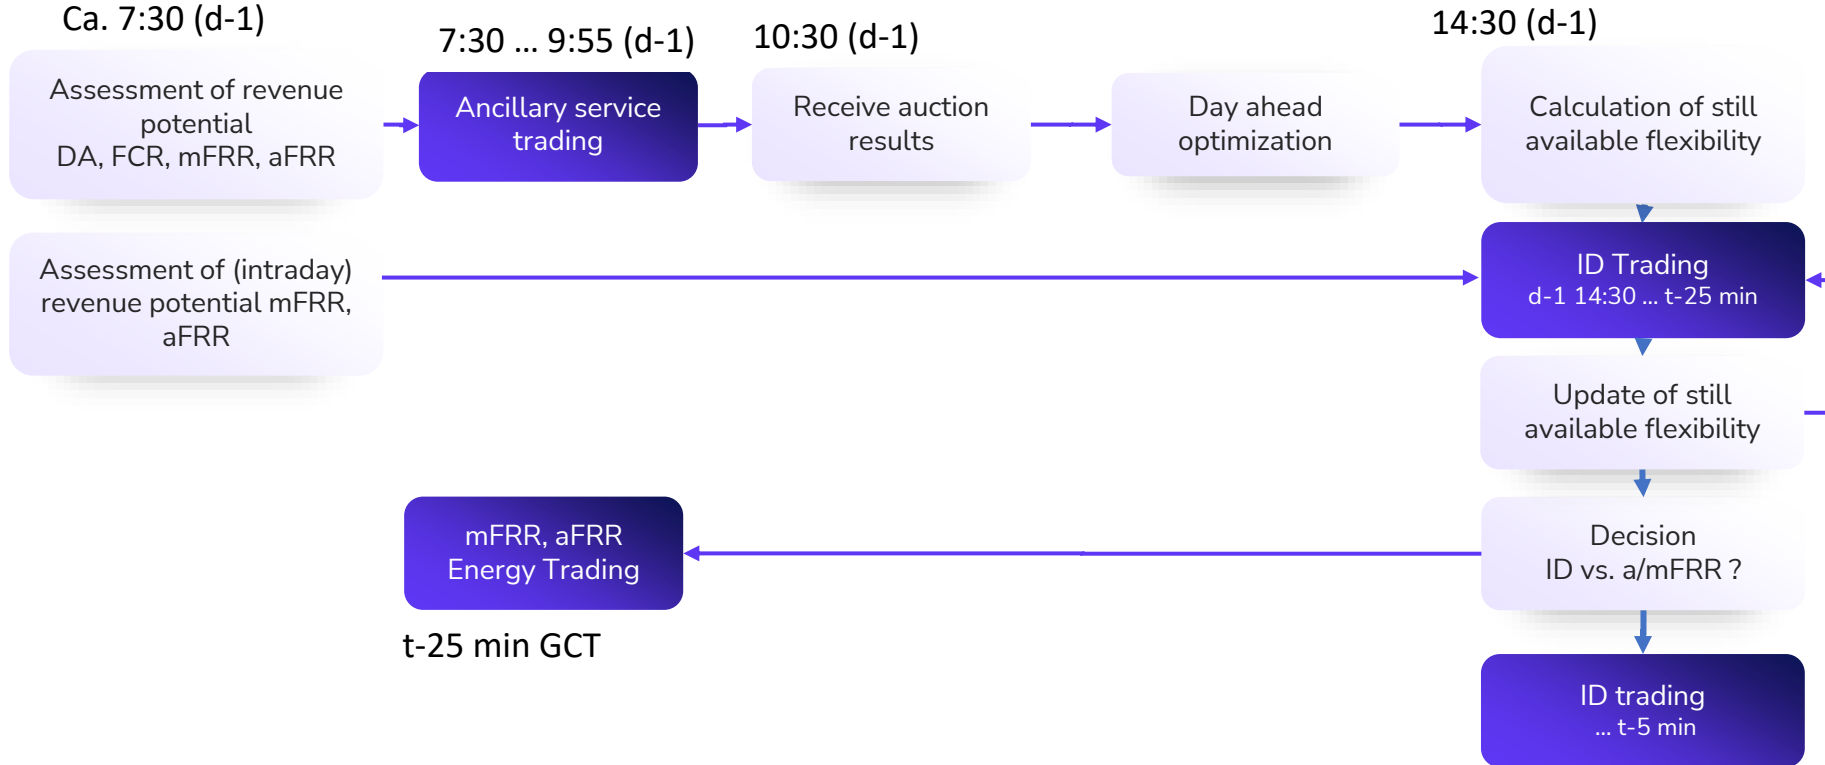 Ca. 7:30 (d-1)
7:30 ... 9:55 (d-1)
10:30 (d-1)
14:30 (d-1)
Assessment of revenue
potential
DA, FCR, mFRR, aFRR
Ancillary service
trading
Receive auction
results
Day ahead
optimization
Calculation of still
available flexibility
Assessment of (intraday)
revenue potential mFRR,
aFRR
ID Trading
d-1 14:30 ... t-25 min
Update of still
available flexibility
mFRR, aFRR
Energy Trading
Decision
ID vs. a/mFRR ?
t-25 min GCT
ID trading
... t-5 min